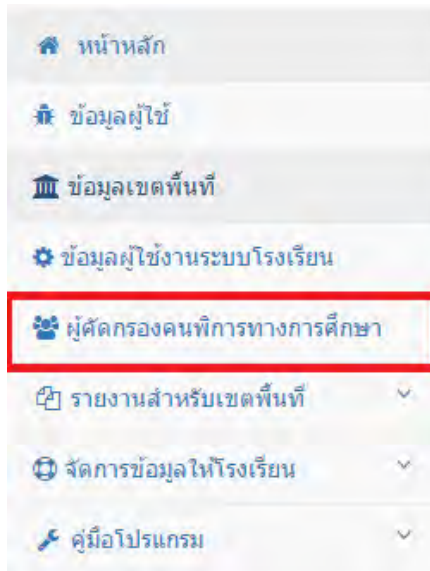 หน้าหลัก
ข้อมูลผู้ใช้
ข้อมูลเขตพื้นที่
ข้อมูลผู้ใช้งานระบบโรงเรียน
ผู้คัดกรองคนพิการทางการศึกษา
รายงานสำหรับเขตพื้นที่
จัดการข้อมูลให้โรงเรียน
คู่มือโปรแกรม